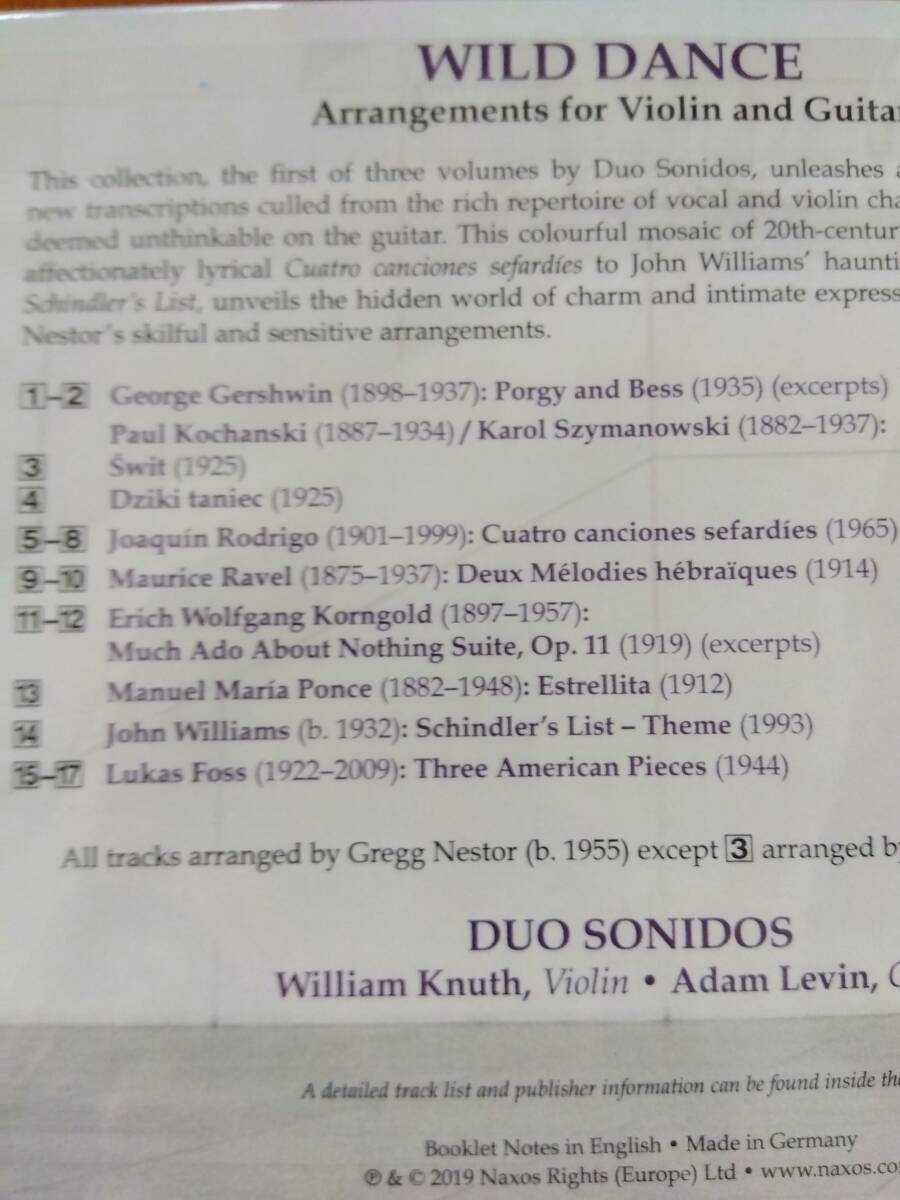 WILD DANCE
Arrangements for Violin and Guitar
This collection, the first of three volumes by Duo Sonidos, unleashes
new transcriptions culled from the rich repertoire of vocal and violin
deemed unthinkable on the guitar. This colourful mosaic of
affectionately lyrical Cuatro canciones sefardíes to John Williams'
Schindler's List, unveils the hidden world of charm and intimate
Nestor's skilful and sensitive arrangements.
1–2 George Gershwin (1898–1937): Porgy and Bess (1935) (excerpts)
Paul Kochanski (1887–1934) / Karol Szymanowski (1882–1937):
3 Świt (1925)
4 Dziki taniec (1925)
5–8 Joaquín Rodrigo (1901–1999): Cuatro canciones sefardíes (1965)
9–10 Maurice Ravel (1875–1937): Deux Mélodies hébraïques (1914)
11–12 Erich Wolfgang Korngold (1897–1957):
Much Ado About Nothing Suite, Op. 11 (1919) (excerpts)
13 Manuel María Ponce (1882–1948): Estrellita (1912)
14 John Williams (b. 1932): Schindler's List – Theme (1993)
15–17 Lukas Foss (1922–2009): Three American Pieces (1944)
All tracks arranged by Gregg Nestor (b. 1955) except 3 arranged by
DUO SONIDOS
William Knuth, Violin • Adam Levin,
A detailed track list and publisher information can be found inside the
Booklet Notes in English • Made in Germany
℗ & © 2019 Naxos Rights (Europe) Ltd • www.naxos.co